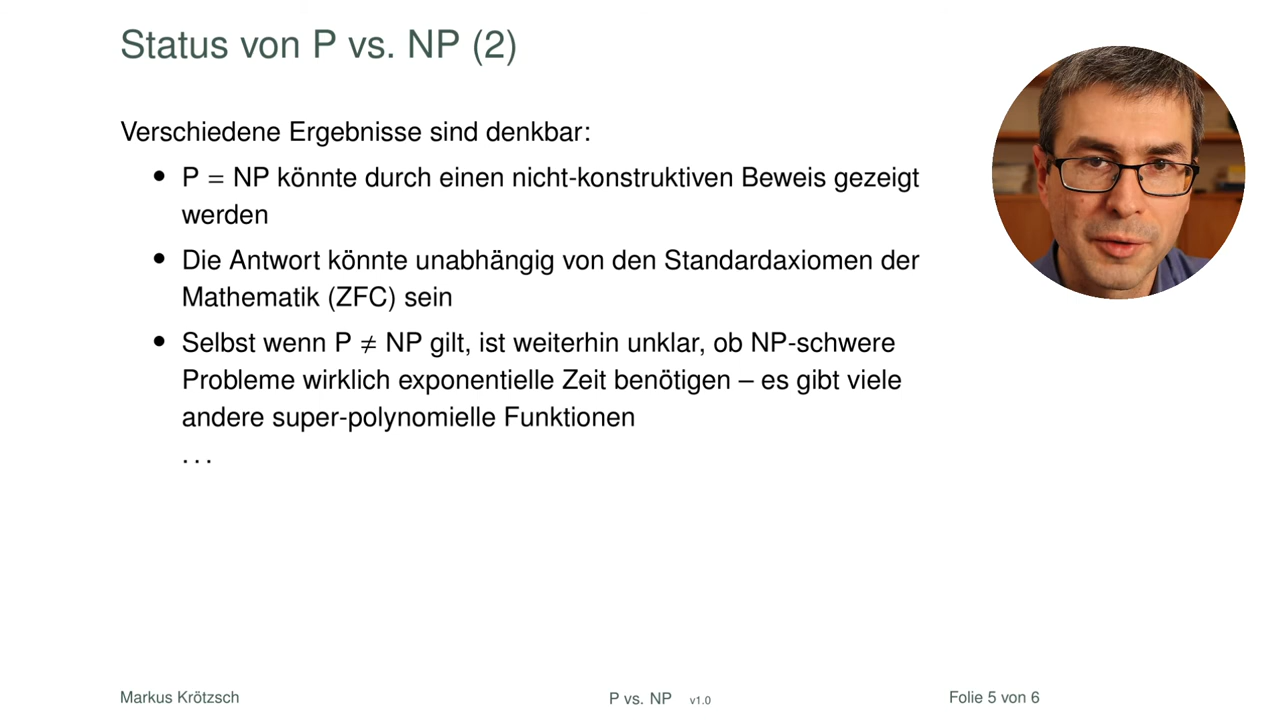 Status von P vs. NP (2)
Verschiedene Ergebnisse sind denkbar:
• P = NP könnte durch einen nicht-konstruktiven Beweis gezeigt
werden
• Die Antwort könnte unabhängig von den Standardaxiomen der
Mathematik (ZFC) sein
• Selbst wenn P ≠ NP gilt, ist weiterhin unklar, ob NP-schwere
Probleme wirklich exponentielle Zeit benötigen – es gibt viele
andere super-polynomielle Funktionen
. . .
Markus Krötzsch P vs. NP v1.0 Folie 5 von 6